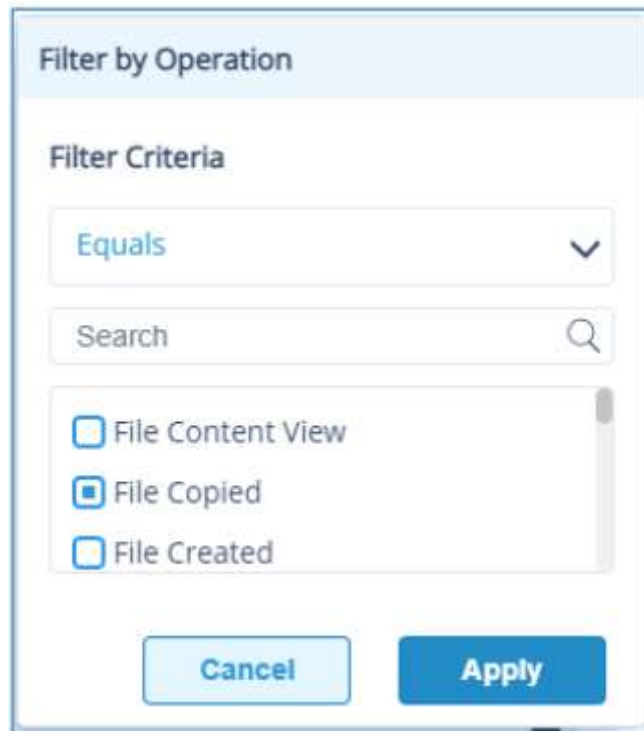 Filter by Operation
Filter Criteria
Equals
Search
File Content View
File Copied
File Created
Cancel
Apply